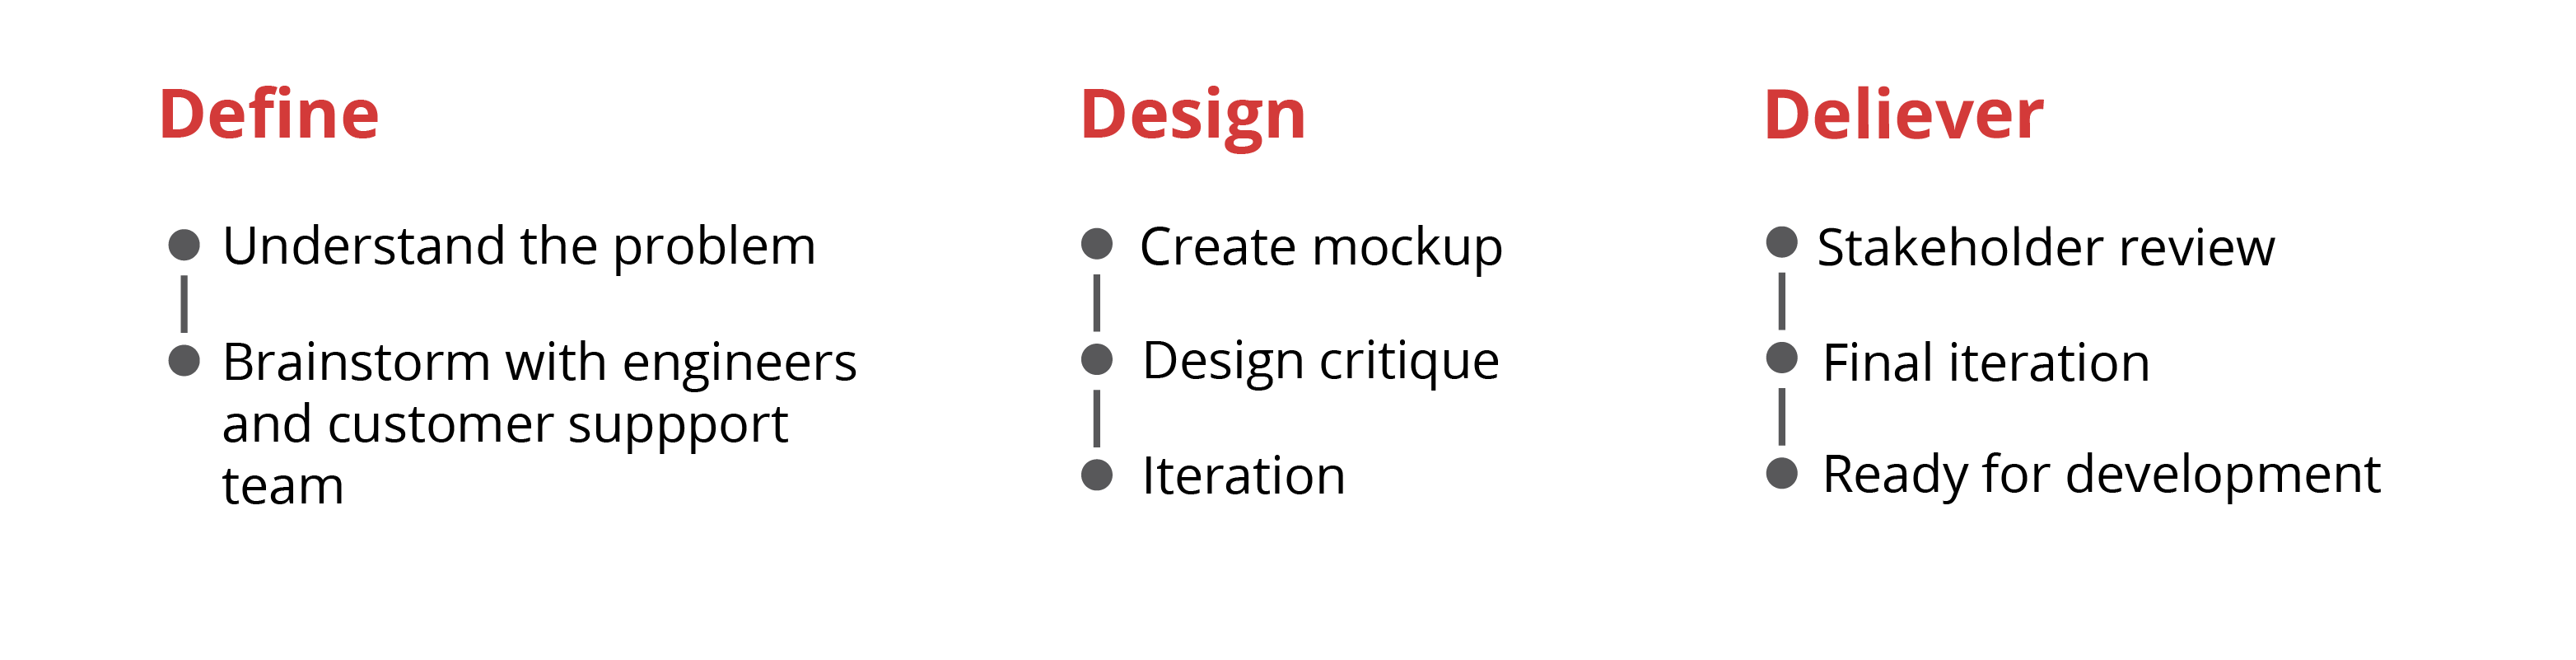 Define
Understand the problem
Brainstorm with engineers
and customer suppport
team
Design
Create mockup
Design critique
Iteration
Deliever
Stakeholder review
Final iteration
Ready for development